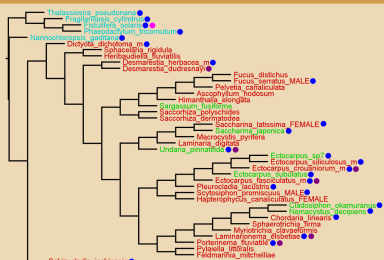 Thalassiosira_pseudonana
Fragilariopsis_cylindrus
Fistulifera_solaris
Phaeodactylum_tricornutum
Nannochloropsis_gaditana
Dictyota_dichotoma_m
Sphacelaria_rigidula
Heribaudiella_fluviatilis
Desmarestia_herbacea_m
Desmarestia_dudresnayi
Fucus_distichus
Fucus_serratus_MALE
Pelvetia_canaliculata
Ascophyllum_nodosum
Himanthalia_elongata
Sargassum_fusiforme
Saccorhiza_polyschides
Saccorhiza_dermatodea
Saccharina_latissima_FEMALE
Saccharina_japonica
Macrocystis_pyrifera
Laminaria_digitata
Undaria_pinnatifida
Ectocarpus_sp7
Ectocarpus_siliculosus_m
Ectocarpus_crouaniorum_m
Ectocarpus_subulatus
Ectocarpus_fasciculatus_m
Pleurocladia_lacustris
Scytosiphon_promiscuus_MALE
Hapterophycus_canaliculatus_FEMALE
Cladosiphon_okamuranus
Nemacystus_decipiens
Chordaria_linearis
Sphaerotrichia_firma
Myriotrichia_clavaeformis
Laminarionema_elsbetiae
Porterinema_fluviatile
Pylaiella_littoralis
Feldmannia_mitchelliae